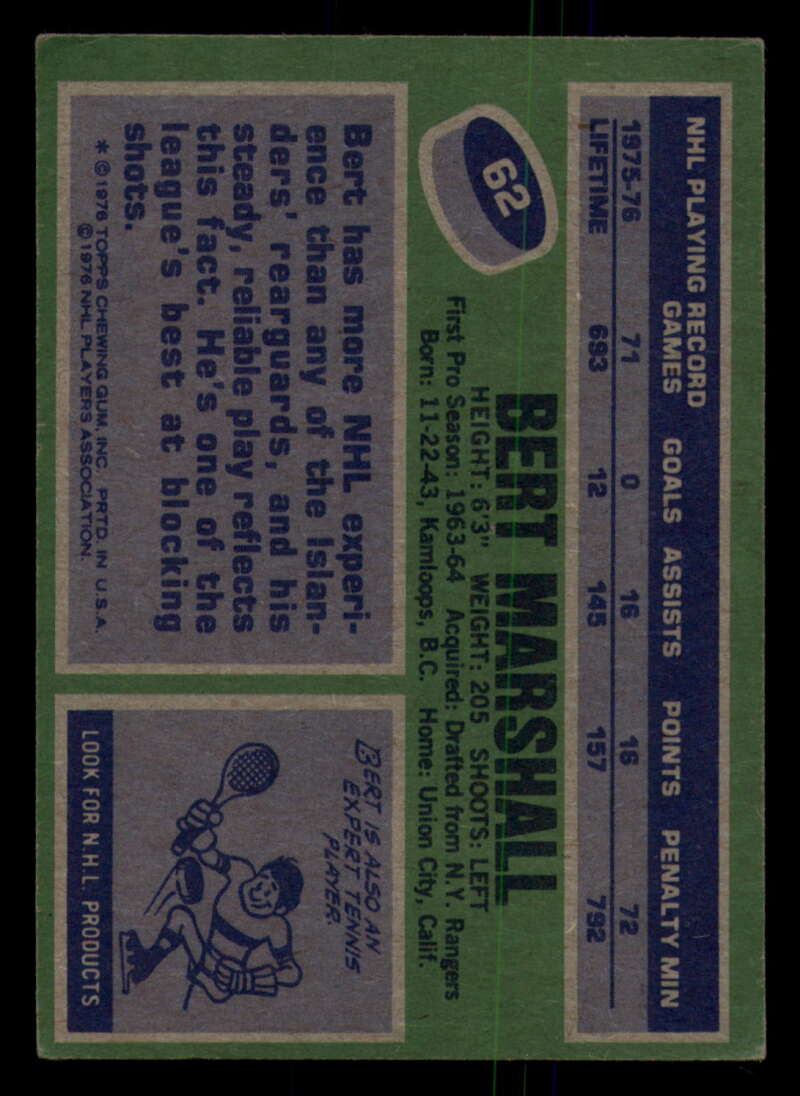 NHL PLAYING RECORD
GAMES GOALS ASSISTS POINTS PENALTY MIN
1975-76 71 0 16 16 72
LIFETIME 693 12 145 157 792
62
BERT MARSHALL
HEIGHT: 6'3" WEIGHT: 205 SHOOTS: LEFT
First Pro Season: 1963-64 Acquired: Drafted from N.Y. Rangers
Born: 11-22-43, Kamloops, B.C. Home: Union City, Calif.
Bert has more NHL experi-
ence than any of the Islan-
ders' rearguards, and his
steady, reliable play reflects
this fact. He's one of the
league's best at blocking
shots.
* © 1976 TOPPS CHEWING GUM, INC. PRTD. IN U.S.A.
© 1976 NHL PLAYERS ASSOCIATION.
BERT IS ALSO AN
EXPERT TENNIS
PLAYER.
LOOK FOR N.H.L. PRODUCTS